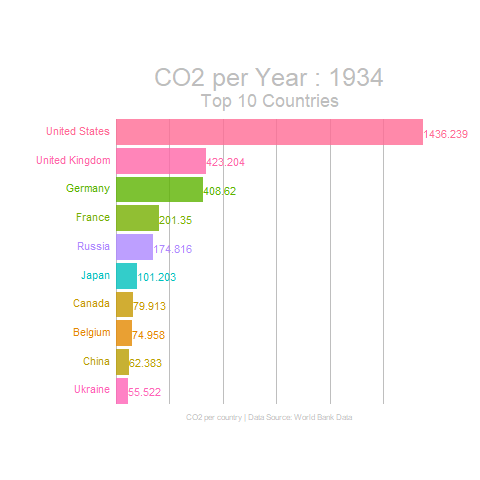 CO2 per Year : 1934
Top 10 Countries
United States 1436.239
United Kingdom 423.204
Germany 408.62
France 201.35
Russia 174.816
Japan 101.203
Canada 79.913
Belgium 74.958
China 62.383
Ukraine 55.522
CO2 per country | Data Source: World Bank Data